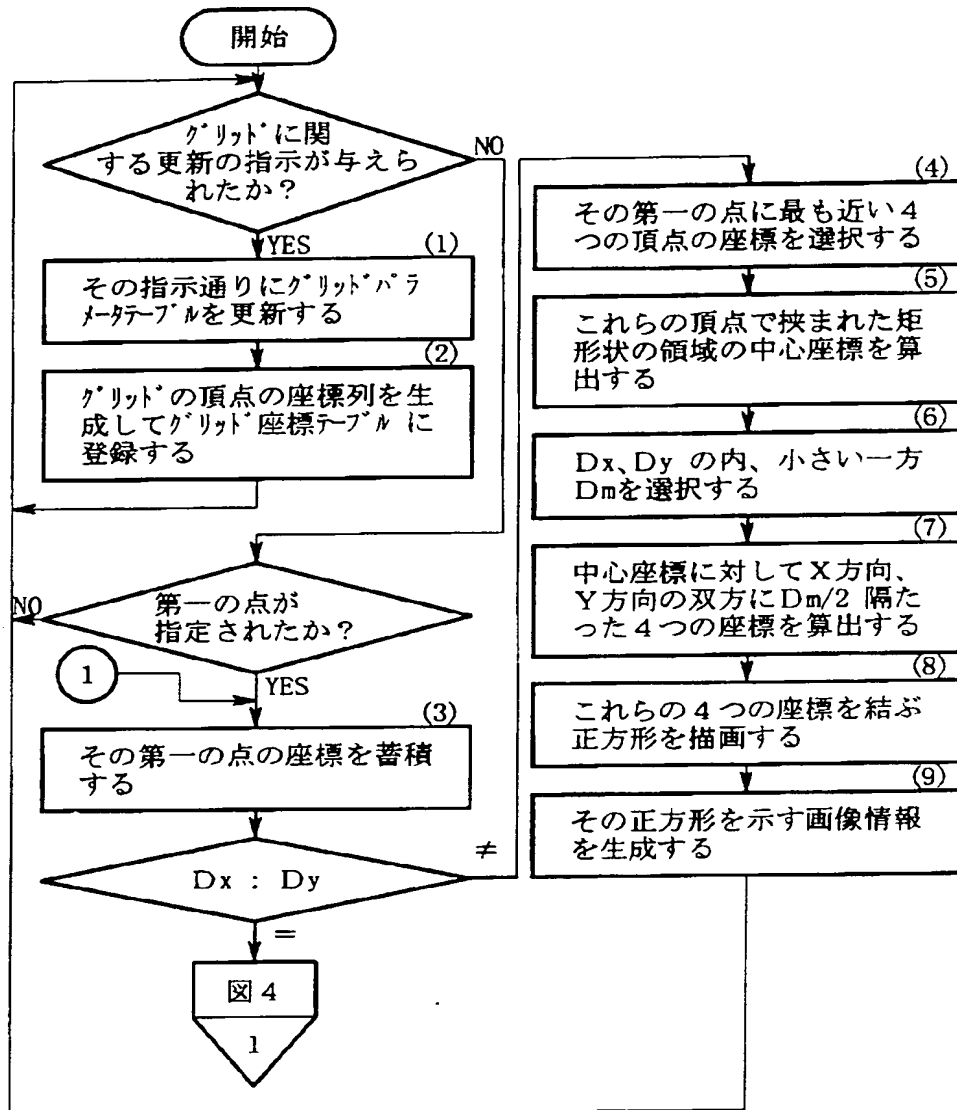 開始
グリッドに関
する更新の指示が与えら
れたか？
NO
YES
(1)
その指示通りにグリッドパラ
メータテーブルを更新する
(2)
グリッドの頂点の座標列を生
成してグリッド座標テーブル に
登録する
第一の点が
指定されたか？
NO
YES
1
(3)
その第一の点の座標を蓄積
する
Dx : Dy
≠
=
図4
1
(4)
その第一の点に最も近い4
つの頂点の座標を選択する
(5)
これらの頂点で挟まれた矩
形状の領域の中心座標を算
出する
(6)
Dx、Dy の内、小さい一方
Dmを選択する
(7)
中心座標に対してX方向、
Y方向の双方にDm/2 隔た
った4つの座標を算出する
(8)
これらの4つの座標を結ぶ
正方形を描画する
(9)
その正方形を示す画像情報
を生成する